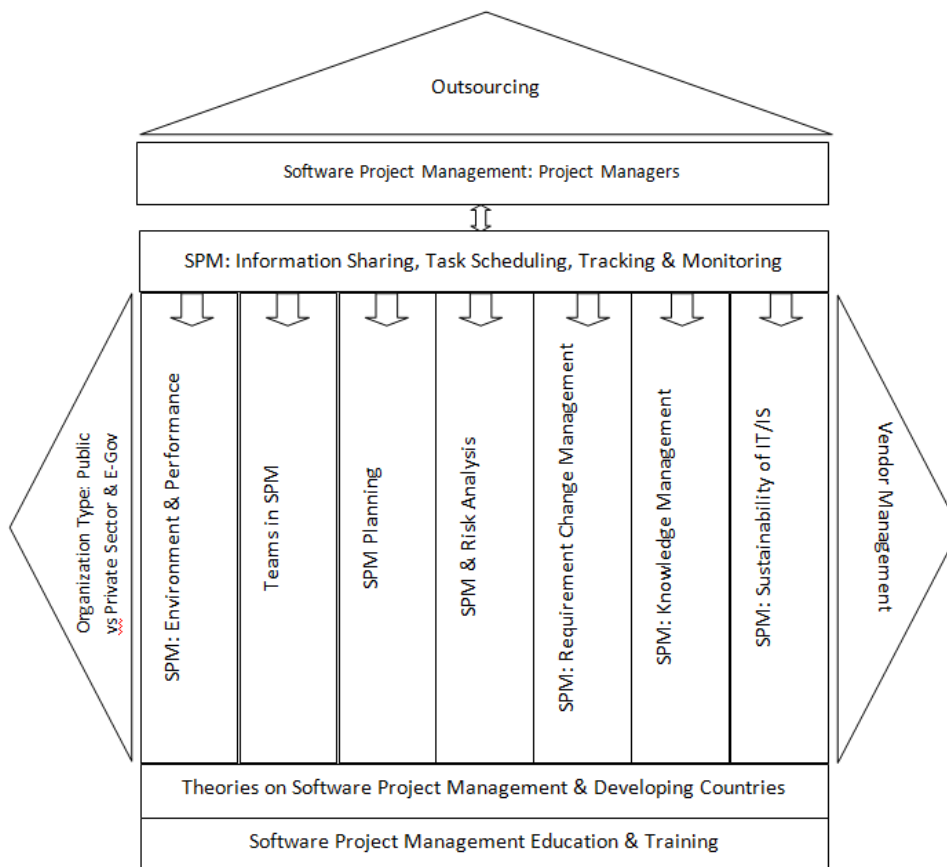 Outsourcing
Software Project Management: Project Managers
SPM: Information Sharing, Task Scheduling, Tracking & Monitoring
Organization Type: Public
vs Private Sector & E-Gov
SPM: Environment & Performance
Teams in SPM
SPM Planning
SPM & Risk Analysis
SPM: Requirement Change Management
SPM: Knowledge Management
SPM: Sustainability of IT/IS
Vendor Management
Theories on Software Project Management & Developing Countries
Software Project Management Education & Training